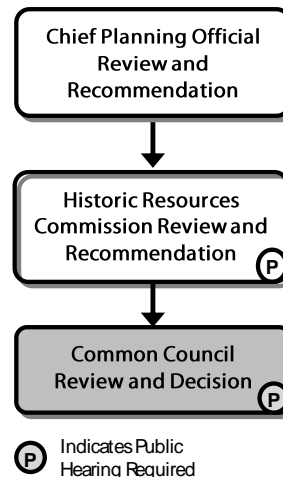 Chief Planning Official
Review and
Recommendation
Historic Resources
Commission Review and
Recommendation
P
Common Council
Review and Decision
P
P Indicates Public
Hearing Required